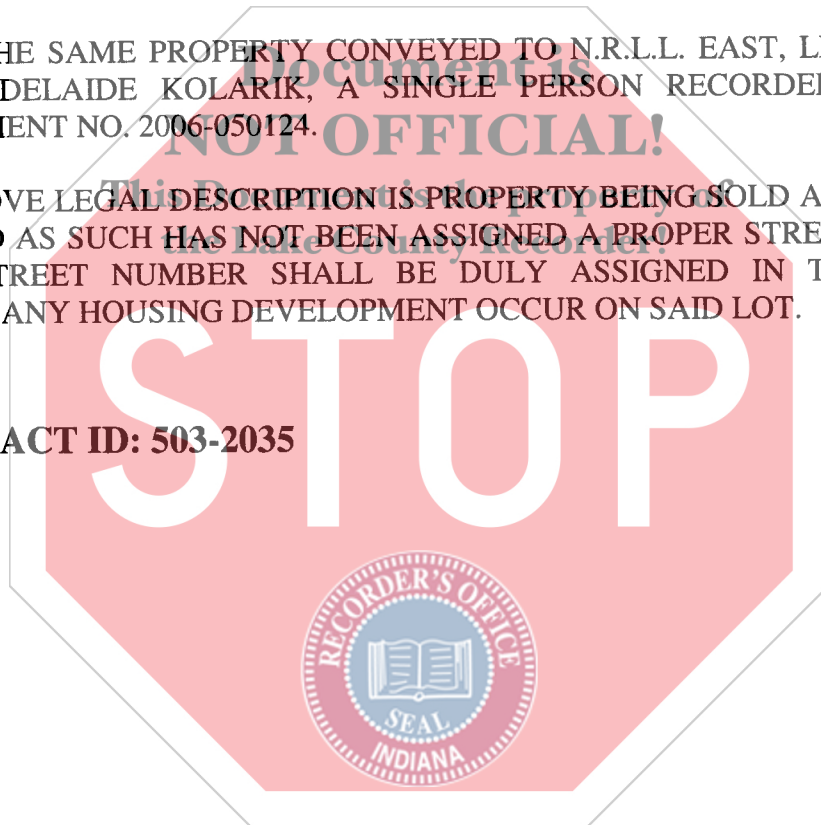 HE SAME PROPERTY CONVEYED TO N.R.L.L. EAST, L
DELAIDE KOLARIK, A SINGLE PERSON RECORDE
ENT NO. 2006-050124.
VE LEGAL DESCRIPTION IS PROPERTY BEING SOLD A
AS SUCH HAS NOT BEEN ASSIGNED A PROPER STRE
TREET NUMBER SHALL BE DULY ASSIGNED IN T
ANY HOUSING DEVELOPMENT OCCUR ON SAID LOT.
ACT ID: 503-2035
Document is
NOT OFFICIAL!
This Document is the property of
the Lake County Recorder!
STOP
RECORDER'S OFFICE
SEAL
INDIANA